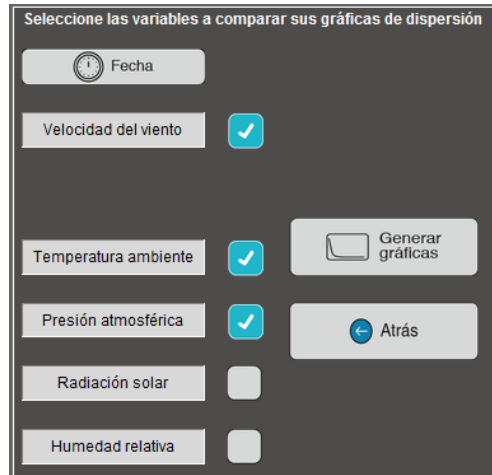 Seleccione las variables a comparar sus gráficas de dispersión
Fecha
Velocidad del viento
Temperatura ambiente
Generar
gráficas
Presión atmosférica
Atrás
Radiación solar
Humedad relativa